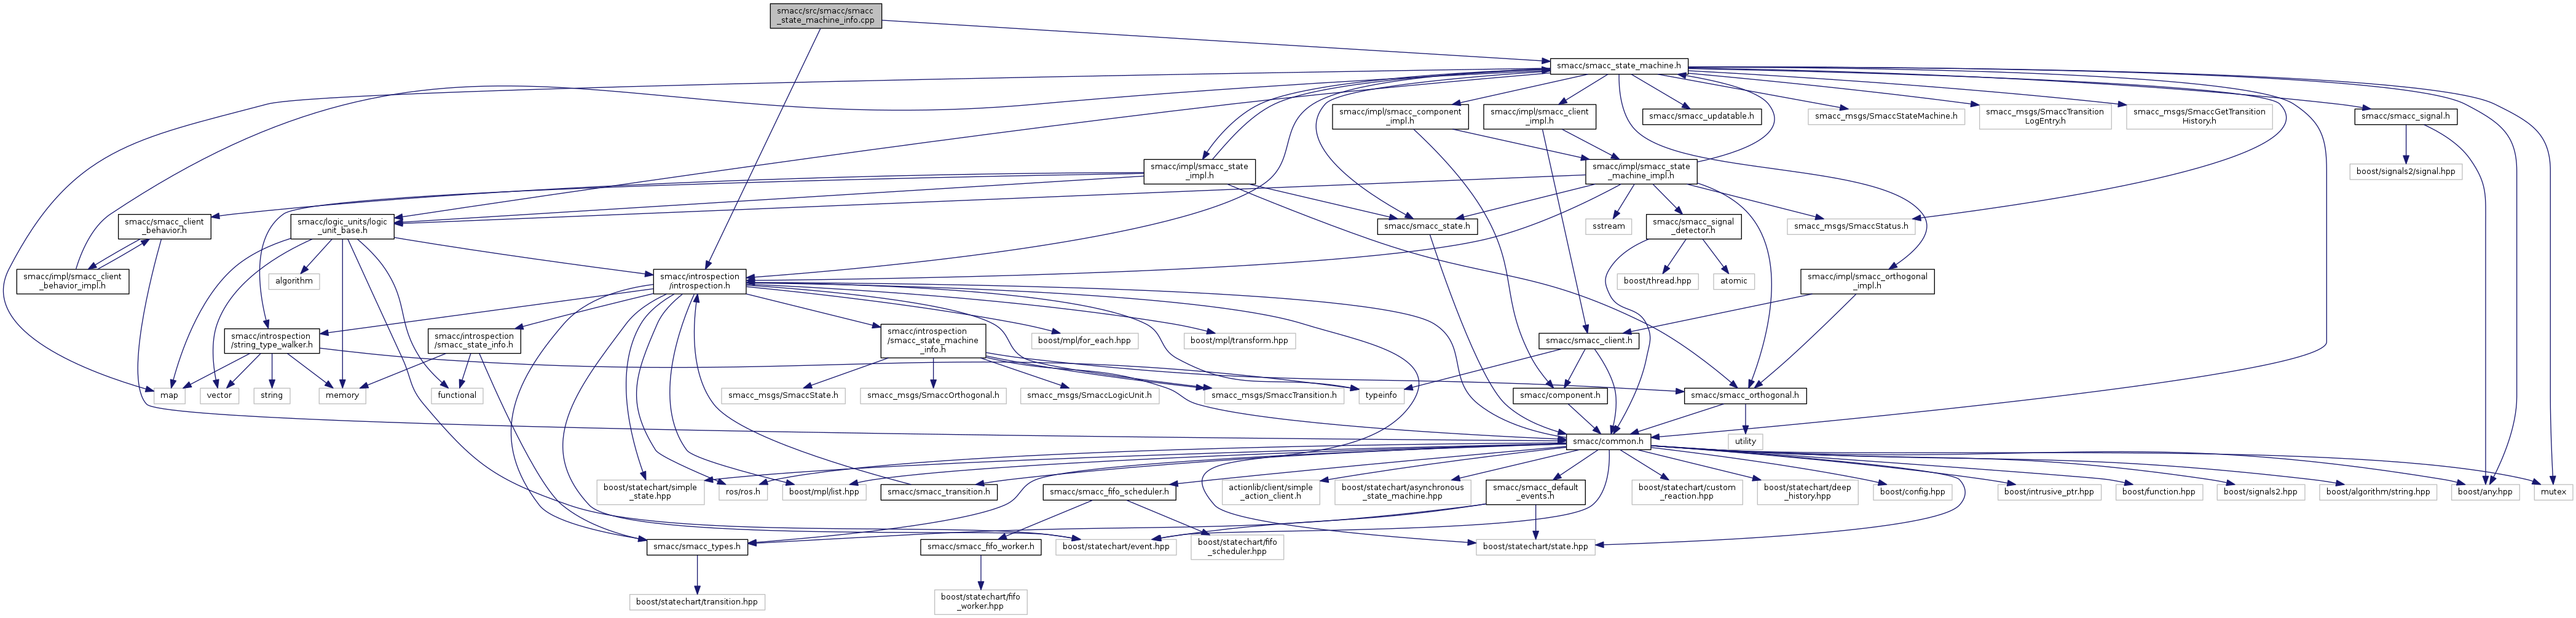 smacc/src/smacc/smacc
_state_machine_info.cpp
smacc/smacc_state_machine.h
smacc/impl/smacc_component
_impl.h
smacc/impl/smacc_client
_impl.h
smacc/smacc_updatable.h
smacc_msgs/SmaccStateMachine.h
smacc_msgs/SmaccTransition
LogEntry.h
smacc_msgs/SmaccGetTransition
History.h
smacc/smacc_signal.h
smacc/impl/smacc_state
_impl.h
smacc/impl/smacc_state
_machine_impl.h
boost/signals2/signal.hpp
smacc/smacc_client
_behavior.h
smacc/logic_units/logic
_unit_base.h
smacc/smacc_state.h
sstream
smacc/smacc_signal
_detector.h
smacc_msgs/SmaccStatus.h
smacc/impl/smacc_client
_behavior_impl.h
algorithm
smacc/introspection
/introspection.h
boost/thread.hpp
atomic
smacc/impl/smacc_orthogonal
_impl.h
smacc/introspection
/string_type_walker.h
smacc/introspection
/smacc_state_info.h
smacc/introspection
/smacc_state_machine
_info.h
boost/mpl/for_each.hpp
boost/mpl/transform.hpp
smacc/smacc_client.h
map
vector
string
memory
functional
smacc_msgs/SmaccState.h
smacc_msgs/SmaccOrthogonal.h
smacc_msgs/SmaccLogicUnit.h
smacc_msgs/SmaccTransition.h
typeinfo
smacc/component.h
smacc/smacc_orthogonal.h
smacc/common.h
utility
boost/statechart/simple
_state.hpp
ros/ros.h
boost/mpl/list.hpp
smacc/smacc_transition.h
smacc/smacc_fifo_scheduler.h
actionlib/client/simple
_action_client.h
boost/statechart/asynchronous
_state_machine.hpp
smacc/smacc_default
_events.h
boost/statechart/custom
_reaction.hpp
boost/statechart/deep
_history.hpp
boost/config.hpp
boost/intrusive_ptr.hpp
boost/function.hpp
boost/signals2.hpp
boost/algorithm/string.hpp
boost/any.hpp
mutex
smacc/smacc_types.h
smacc/smacc_fifo_worker.h
boost/statechart/event.hpp
boost/statechart/fifo
_scheduler.hpp
boost/statechart/state.hpp
boost/statechart/transition.hpp
boost/statechart/fifo
_worker.hpp